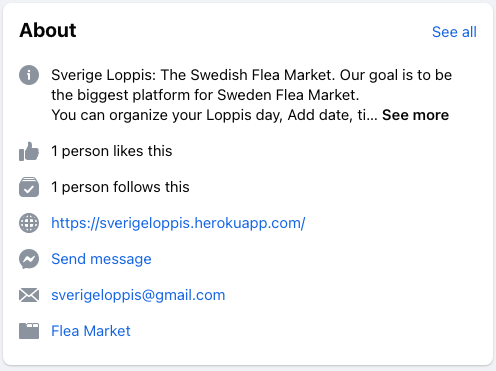 About
See all
Sverige Loppis: The Swedish Flea Market. Our goal is to be
the biggest platform for Sweden Flea Market.
You can organize your Loppis day, Add date, ti... See more
1 person likes this
1 person follows this
https://sverigeloppis.herokuapp.com/
Send message
sverigeloppis@gmail.com
Flea Market